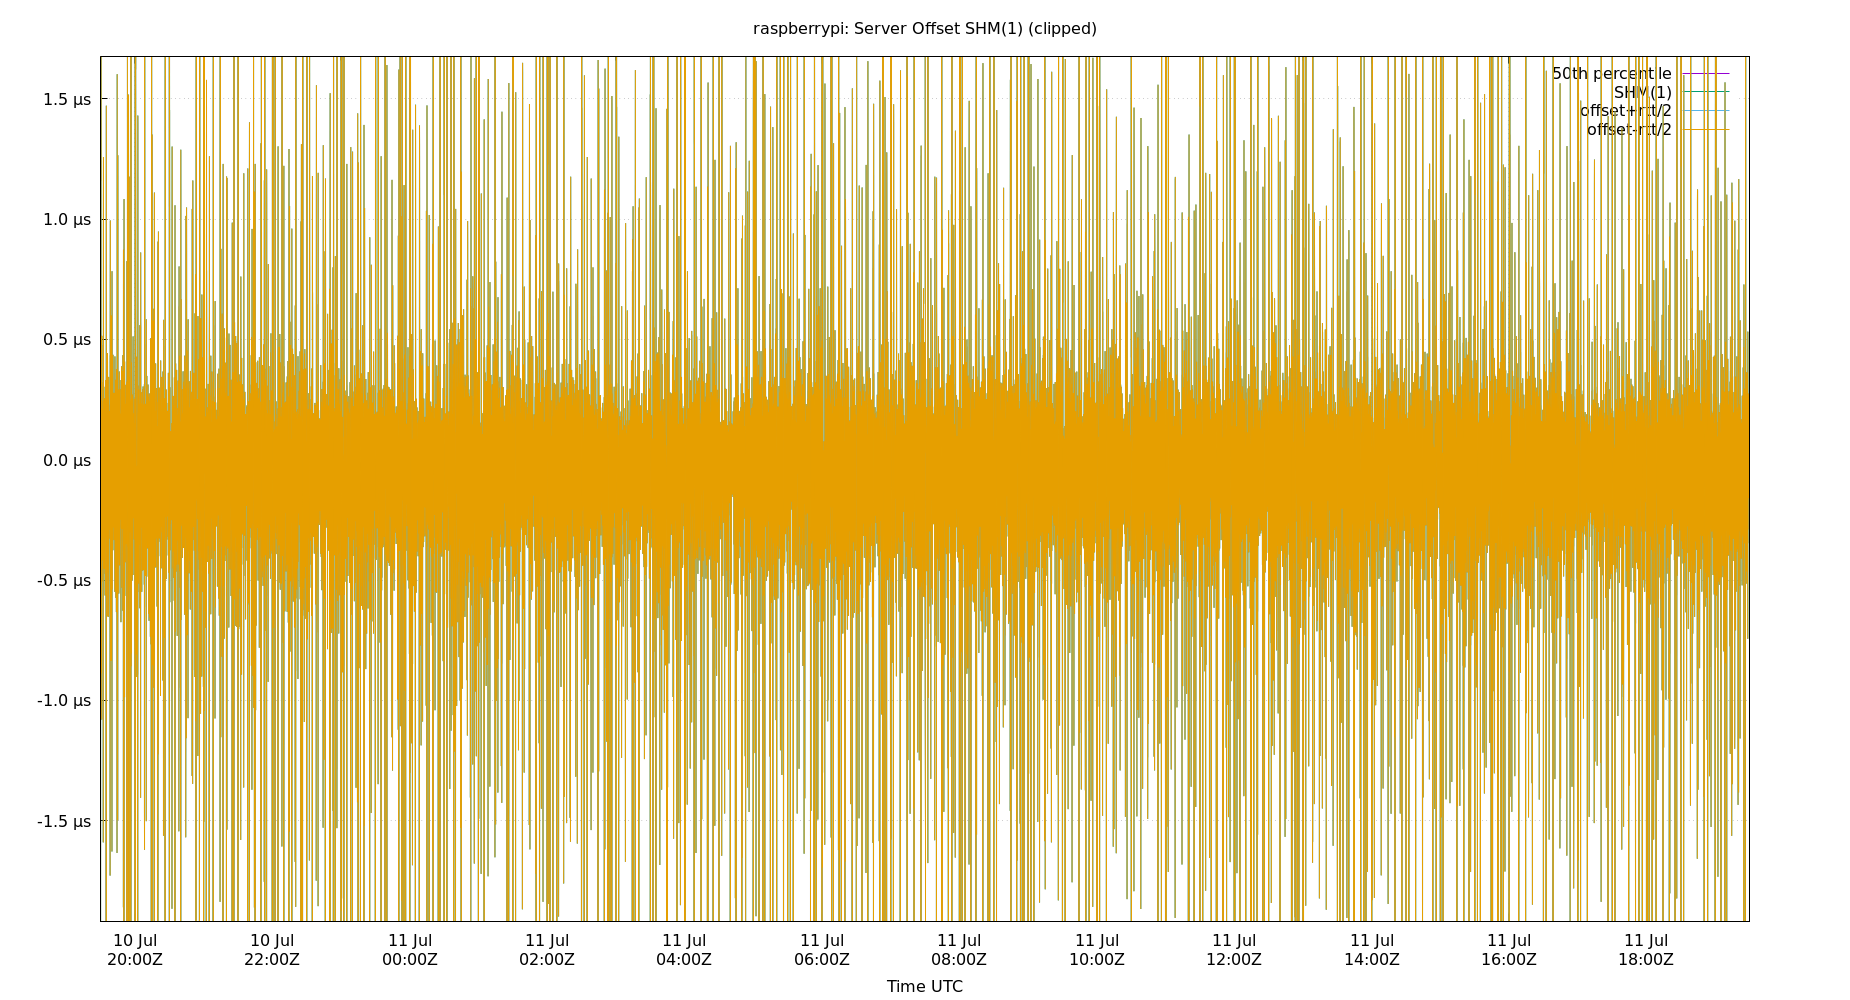 raspberrypi: Server Offset SHM(1) (clipped)
50th percentile
SHM(1)
offset+rtt/2
offset-rtt/2
1.5 µs
1.0 µs
0.5 µs
0.0 µs
-0.5 µs
-1.0 µs
-1.5 µs
10 Jul 10 Jul 11 Jul 11 Jul 11 Jul 11 Jul 11 Jul 11 Jul 11 Jul 11 Jul 11 Jul 11 Jul
20:00Z 22:00Z 00:00Z 02:00Z 04:00Z 06:00Z 08:00Z 10:00Z 12:00Z 14:00Z 16:00Z 18:00Z
Time UTC